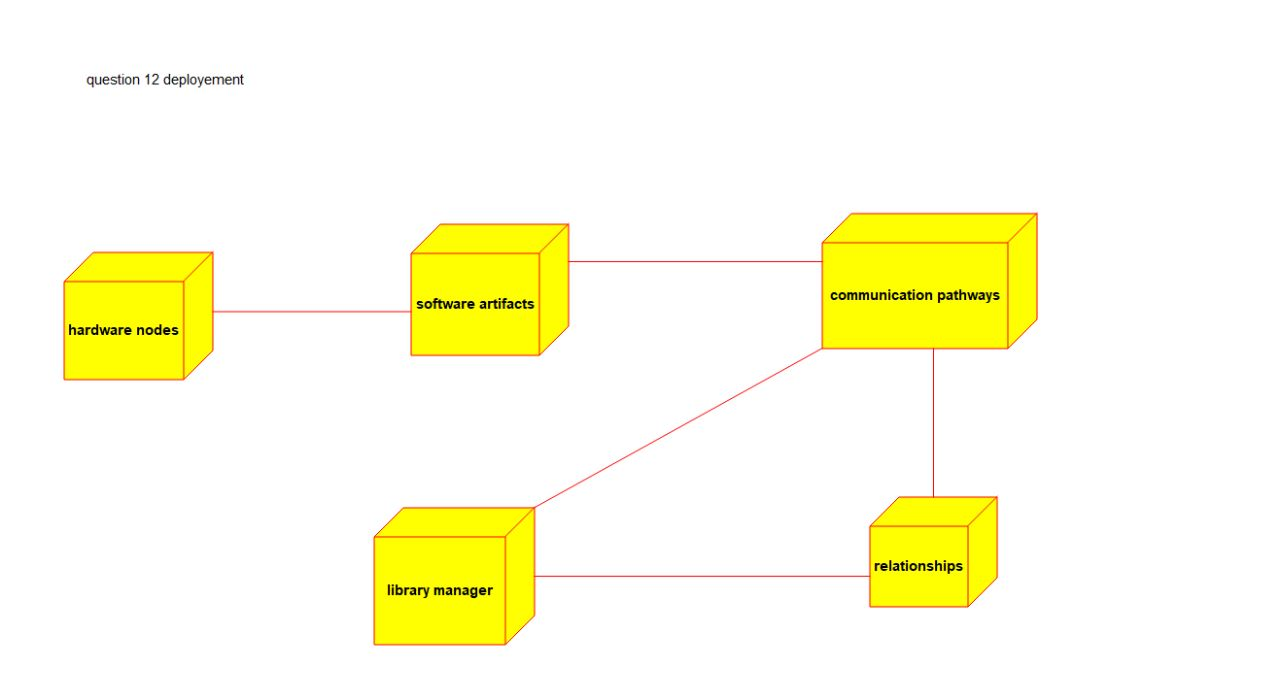 question 12 deployement
hardware nodes
software artifacts
communication pathways
library manager
relationships